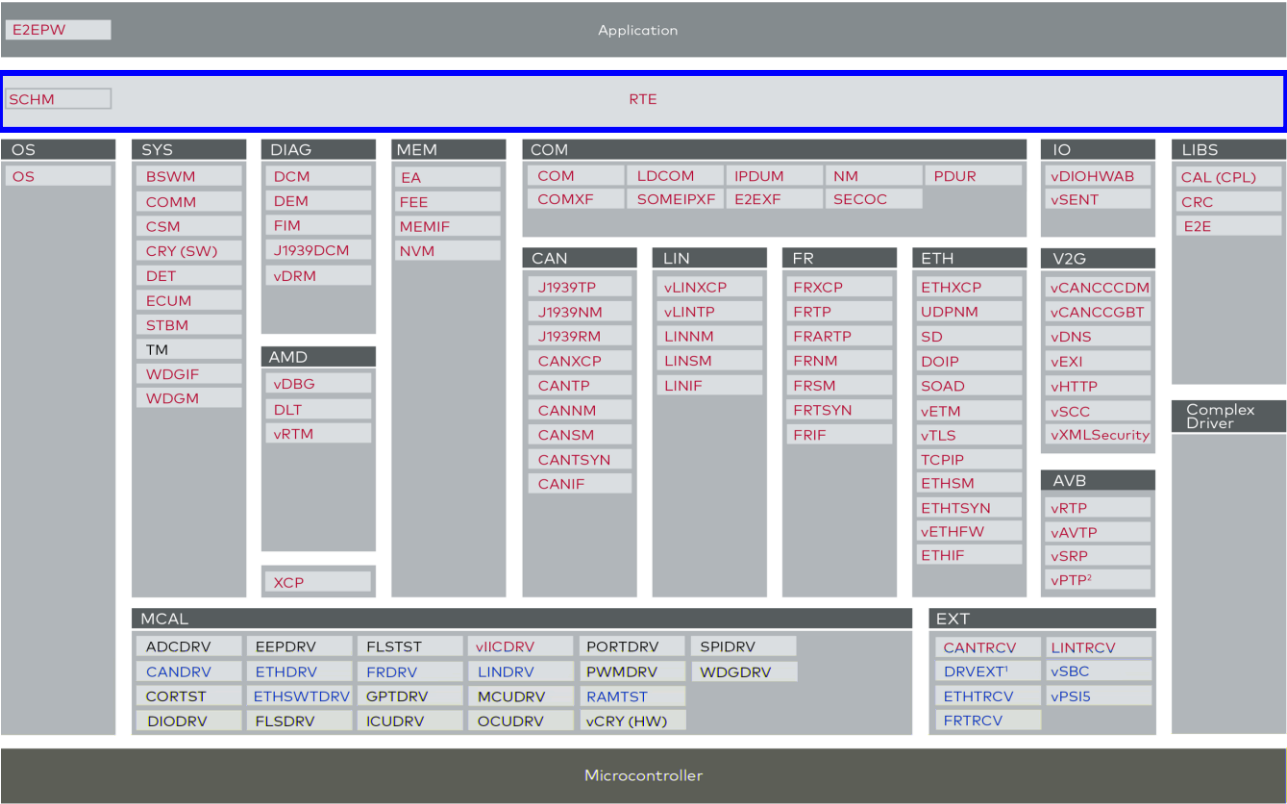 E2EPW
Application
SCHM
RTE
OS
OS
SYS
BSWM
COMM
CSM
CRY (SW)
DET
ECUM
STBM
TM
WDGIF
WDGM
DIAG
DCM
DEM
FIM
J1939DCM
vDRM
AMD
vDBG
DLT
vRTM
XCP
MEM
EA
FEE
MEMIF
NVM
COM
COM LDCOM IPDUM NM PDUR
COMXF SOMEIPXF E2EXF SECOC
CAN
J1939TP
J1939NM
J1939RM
CANXCP
CANTP
CANNM
CANSM
CANTSYN
CANIF
LIN
vLINXCP
vLINTP
LINNM
LINSM
LINIF
FR
FRXCP
FRTP
FRARTP
FRNM
FRSM
FRTSYN
FRIF
ETH
ETHXCP
UDPNM
SD
DOIP
SOAD
vETM
vTLS
TCPIP
ETHSM
ETHTSYN
vETHFW
ETHIF
IO
vDIOHWAB
vSENT
V2G
vCANCCCDM
vCANCCGBT
vDNS
vEXI
vHTTP
vSCC
vXMLSecurity
AVB
vRTP
vAVTP
vSRP
vPTP²
LIBS
CAL (CPL)
CRC
E2E
Complex
Driver
MCAL
ADCDRV EEPDRV FLSTST vIICDRV PORTDRV SPIDRV
CANDRV ETHDRV FRDRV LINDRV PWMDRV WDGDRV
CORTST ETHSWTDRV GPTDRV MCUDRV RAMTST
DIODRV FLSDRV ICUDRV OCUDRV vCRY (HW)
EXT
CANTRCV LINTRCV
DRVEXT¹ vSBC
ETHTRCV vPSI5
FRTRCV
Microcontroller